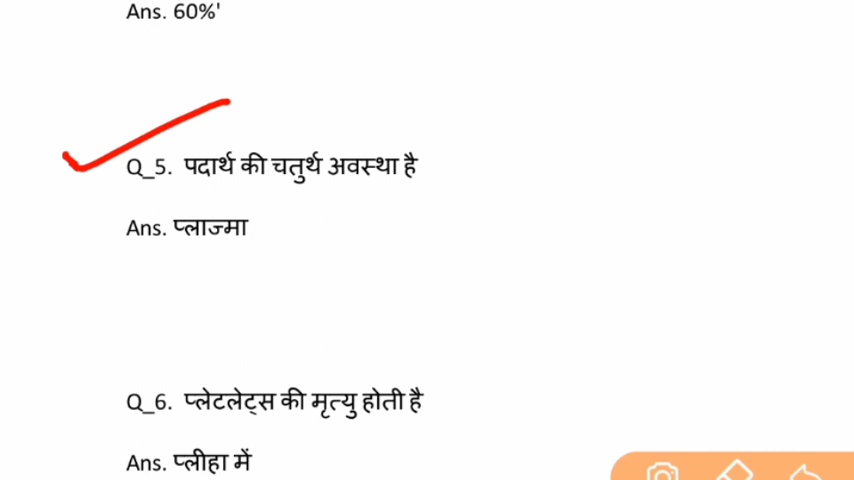 Ans. 60%'
Q_5. पदार्थ की चतुर्थ अवस्था है
Ans. प्लाज्मा
Q_6. प्लेटलेट्स की मृत्यु होती है
Ans. प्लीहा में